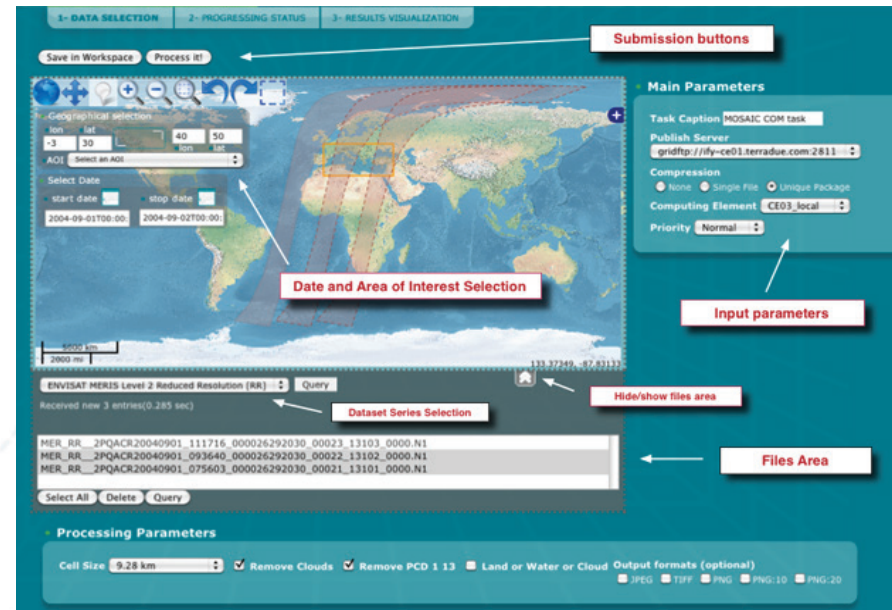 1- DATA SELECTION
2- PROGRESSING STATUS
3- RESULTS VISUALIZATION
Submission buttons
Save in Workspace
Process it!
Geographical selection
lon
lat
-3
30
40
50
lon
lat
AOI
Select an AOI
Select Date
start date
stop date
2004-09-01T00:00:
2004-09-02T00:00:
Date and Area of Interest Selection
5000 km
2000 mi
133.37349, -87.83133
Main Parameters
Task Caption MOSAIC COM task
Publish Server
gridftp://ify-ce01.terradue.com:2811
Compression
None Single File Unique Package
Computing Element CE03_local
Priority Normal
Input parameters
ENVISAT MERIS Level 2 Reduced Resolution (RR)
Query
Hide/show files area
Received new 3 entries(0.285 sec)
Dataset Series Selection
MER_RR__2PQACR20040901_111716_000026292030_00023_13103_0000.N1
MER_RR__2PQACR20040901_093640_000026292030_00022_13102_0000.N1
MER_RR__2PQACR20040901_075603_000026292030_00021_13101_0000.N1
Files Area
Select All
Delete
Query
Processing Parameters
Cell Size 9.28 km
Remove Clouds
Remove PCD 1 13
Land or Water or Cloud
Output formats (optional)
JPEG TIFF PNG PNG:10 PNG:20